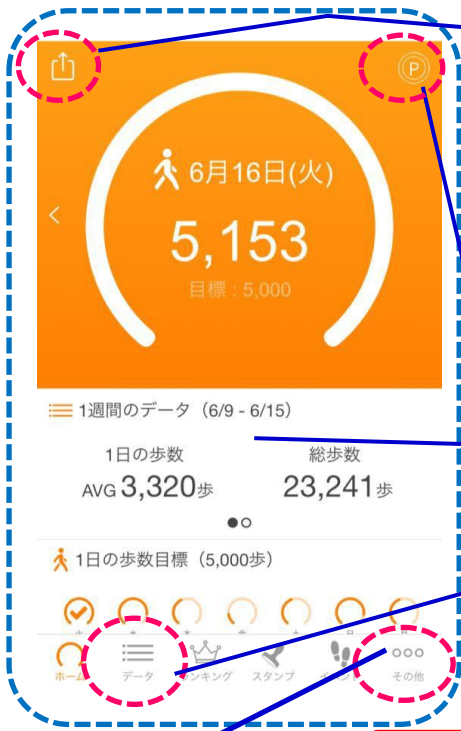 P
6月16日(火)
5,153
目標 : 5,000
1週間のデータ（6/9 - 6/15）
1日の歩数 総歩数
AVG 3,320歩 23,241歩
1日の歩数目標（5,000歩）
ホーム データ ランキング スタンプ その他